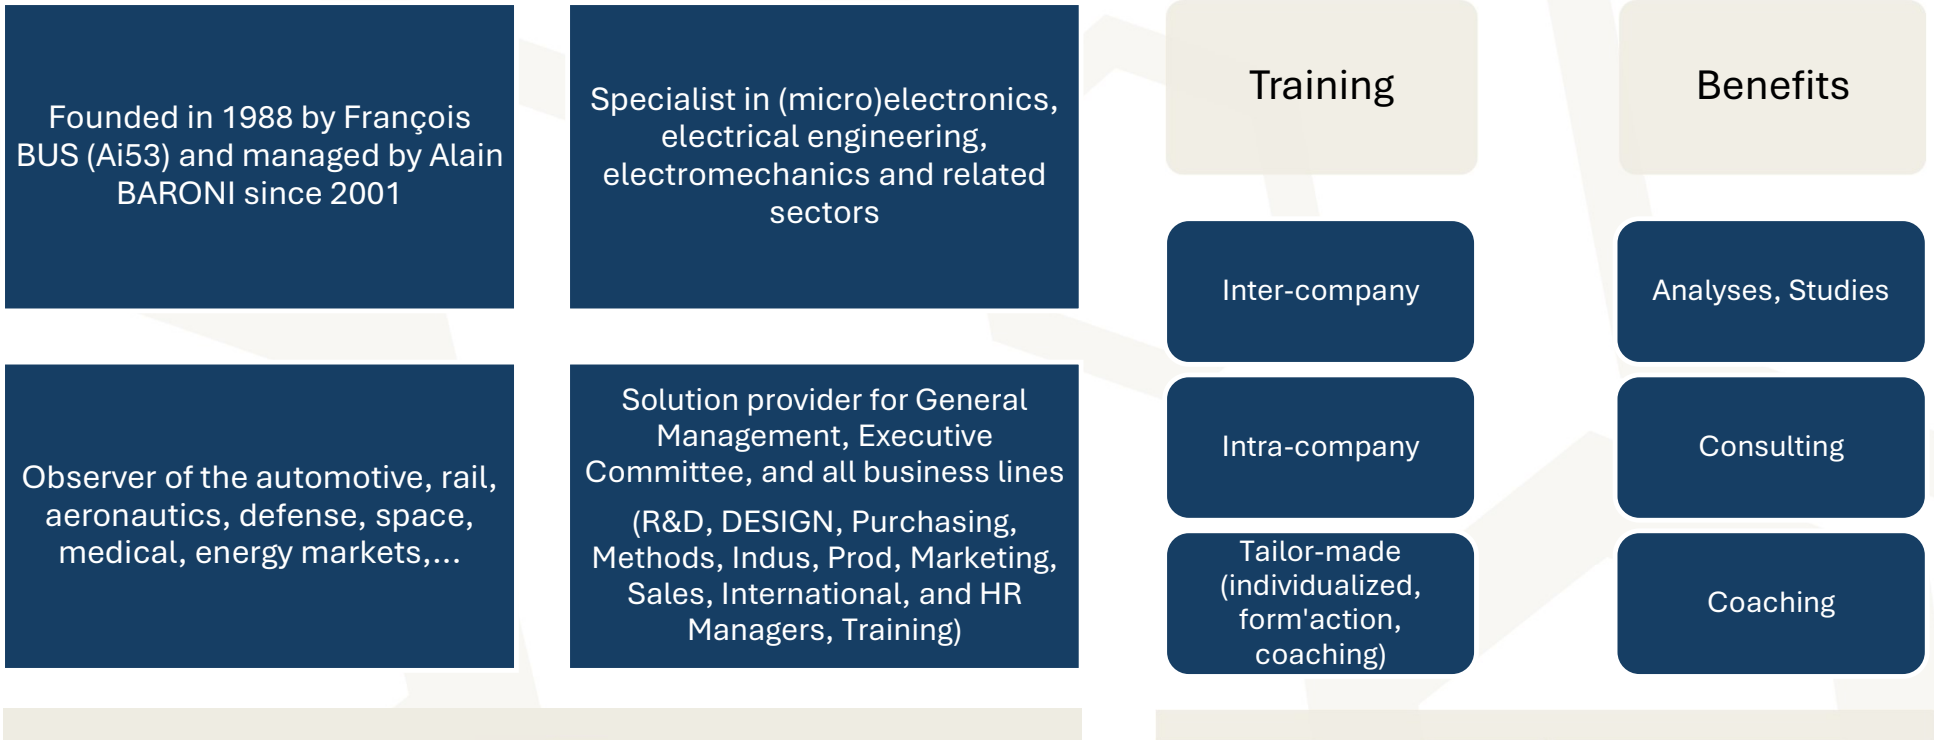 Founded in 1988 by François
BUS (Ai53) and managed by Alain
BARONI since 2001
Specialist in (micro)electronics,
electrical engineering,
electromechanics and related
sectors
Observer of the automotive, rail,
aeronautics, defense, space,
medical, energy markets,...
Solution provider for General
Management, Executive
Committee, and all business lines
(R&D, DESIGN, Purchasing,
Methods, Indus, Prod, Marketing,
Sales, International, and HR
Managers, Training)
Training
Inter-company
Intra-company
Tailor-made
(individualized,
form'action,
coaching)
Benefits
Analyses, Studies
Consulting
Coaching